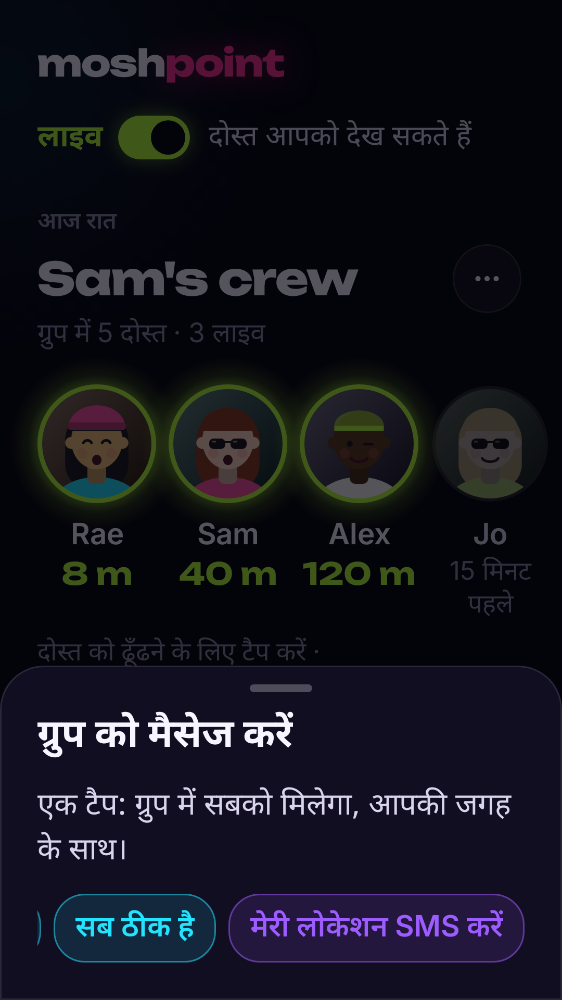 moshpoint
लाइव दोस्त आपको देख सकते हैं
आज रात
Sam's crew
ग्रुप में 5 दोस्त · 3 लाइव
Rae Sam Alex Jo
8 m 40 m 120 m 15 मिनट
पहले
दोस्त को ढूँढने के लिए टैप करें ·
ग्रुप को मैसेज करें
एक टैप: ग्रुप में सबको मिलेगा, आपकी जगह
के साथ।
सब ठीक है मेरी लोकेशन SMS करें